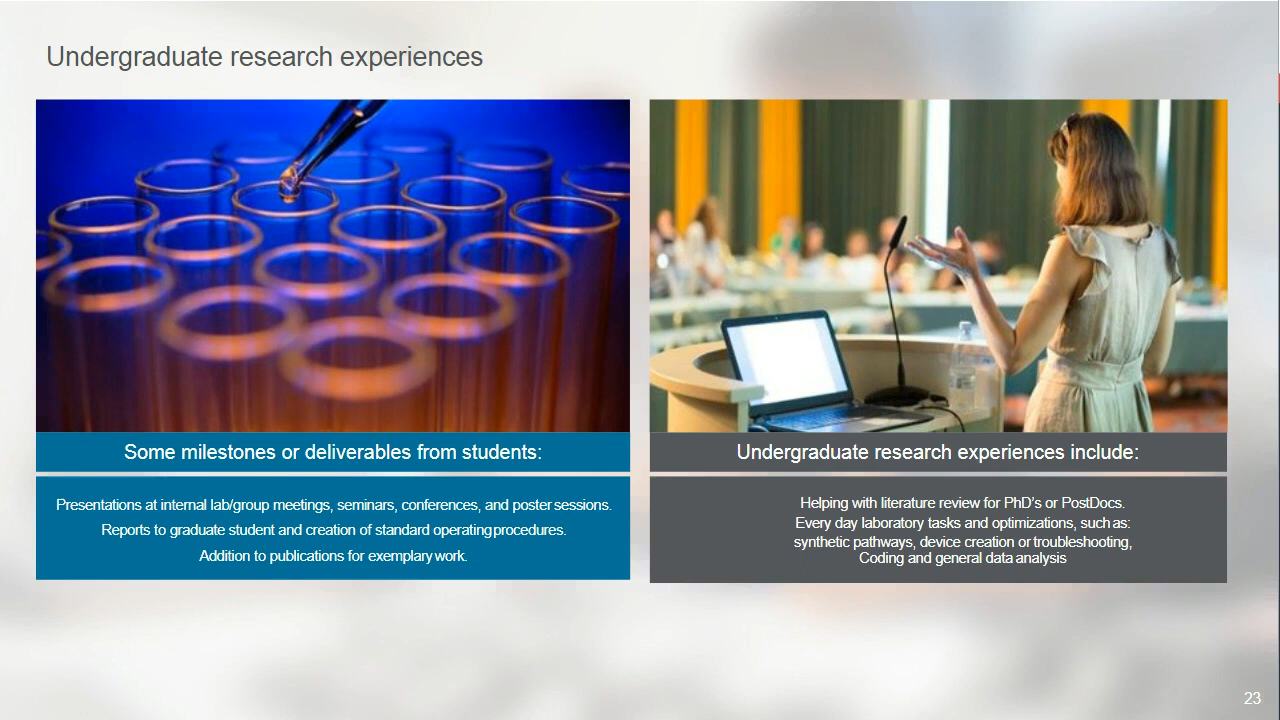 Undergraduate research experiences
Some milestones or deliverables from students:
Presentations at internal lab/group meetings, seminars, conferences, and poster sessions.
Reports to graduate student and creation of standard operating procedures.
Addition to publications for exemplary work.
Undergraduate research experiences include:
Helping with literature review for PhD's or PostDocs.
Every day laboratory tasks and optimizations, such as:
synthetic pathways, device creation or troubleshooting,
Coding and general data analysis
23